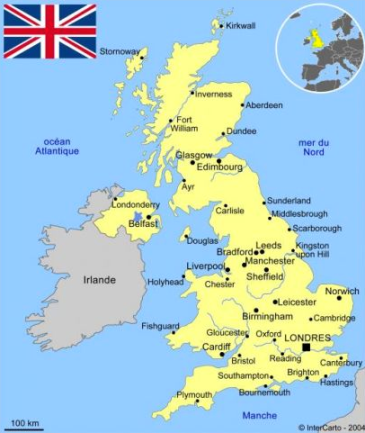 Kirkwall
Stornoway
Inverness
Aberdeen
Fort
William
océan
Atlantique
Dundee
mer du
Nord
Glasgow
Edimbourg
Ayr
Londonderry
Belfast
Carlisle
Sunderland
Middlesbrough
Scarborough
Douglas
Leeds
Bradford
Kingston
upon Hill
Manchester
Liverpool
Sheffield
Irlande
Holyhead
Chester
Norwich
Leicester
Birmingham
Cambridge
Fishguard
Gloucester
Oxford
LONDRES
Cardiff
Bristol
Reading
Canterbury
Southampton
Brighton
Hastings
Bournemouth
Plymouth
Manche
100 km
© InterCarto - 2004